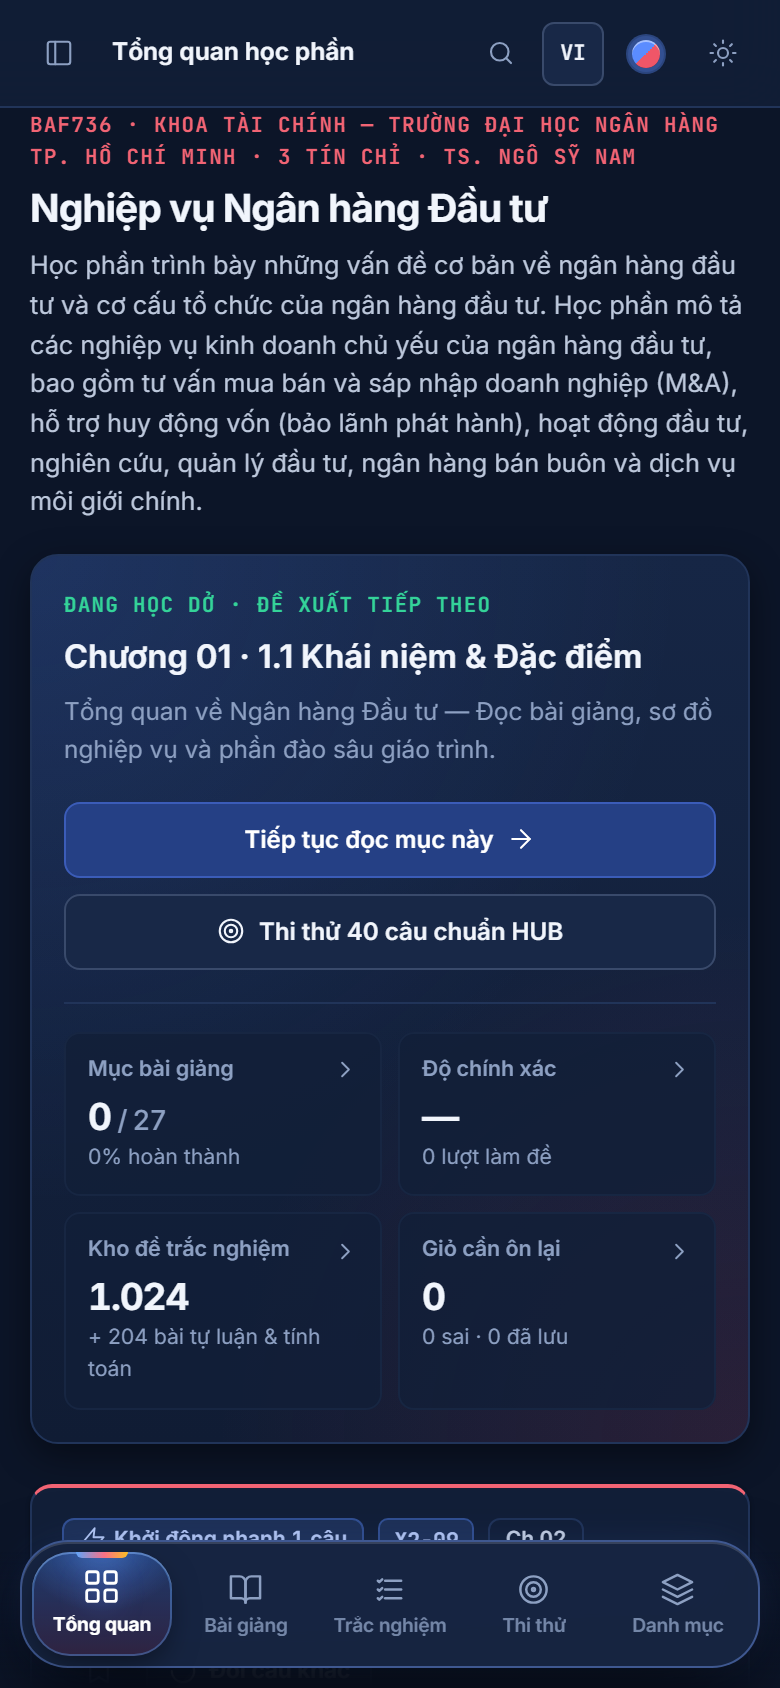 Tổng quan học phần
VI
BAF736 · KHOA TÀI CHÍNH — TRƯỜNG ĐẠI HỌC NGÂN HÀNG
TP. HỒ CHÍ MINH · 3 TÍN CHỈ · TS. NGÔ SỸ NAM
Nghiệp vụ Ngân hàng Đầu tư
Học phần trình bày những vấn đề cơ bản về ngân hàng đầu
tư và cơ cấu tổ chức của ngân hàng đầu tư. Học phần mô tả
các nghiệp vụ kinh doanh chủ yếu của ngân hàng đầu tư,
bao gồm tư vấn mua bán và sáp nhập doanh nghiệp (M&A),
hỗ trợ huy động vốn (bảo lãnh phát hành), hoạt động đầu tư,
nghiên cứu, quản lý đầu tư, ngân hàng bán buôn và dịch vụ
môi giới chính.
ĐANG HỌC DỞ · ĐỀ XUẤT TIẾP THEO
Chương 01 · 1.1 Khái niệm & Đặc điểm
Tổng quan về Ngân hàng Đầu tư — Đọc bài giảng, sơ đồ
nghiệp vụ và phần đào sâu giáo trình.
Tiếp tục đọc mục này →
Thi thử 40 câu chuẩn HUB
Mục bài giảng
0 / 27
0% hoàn thành
Độ chính xác
—
0 lượt làm đề
Kho đề trắc nghiệm
1.024
+ 204 bài tự luận & tính
toán
Giỏ cần ôn lại
0
0 sai · 0 đã lưu
Khởi động nhanh 1 câu
Ch 02
Đổi câu khác
Tổng quan
Bài giảng
Trắc nghiệm
Thi thử
Danh mục